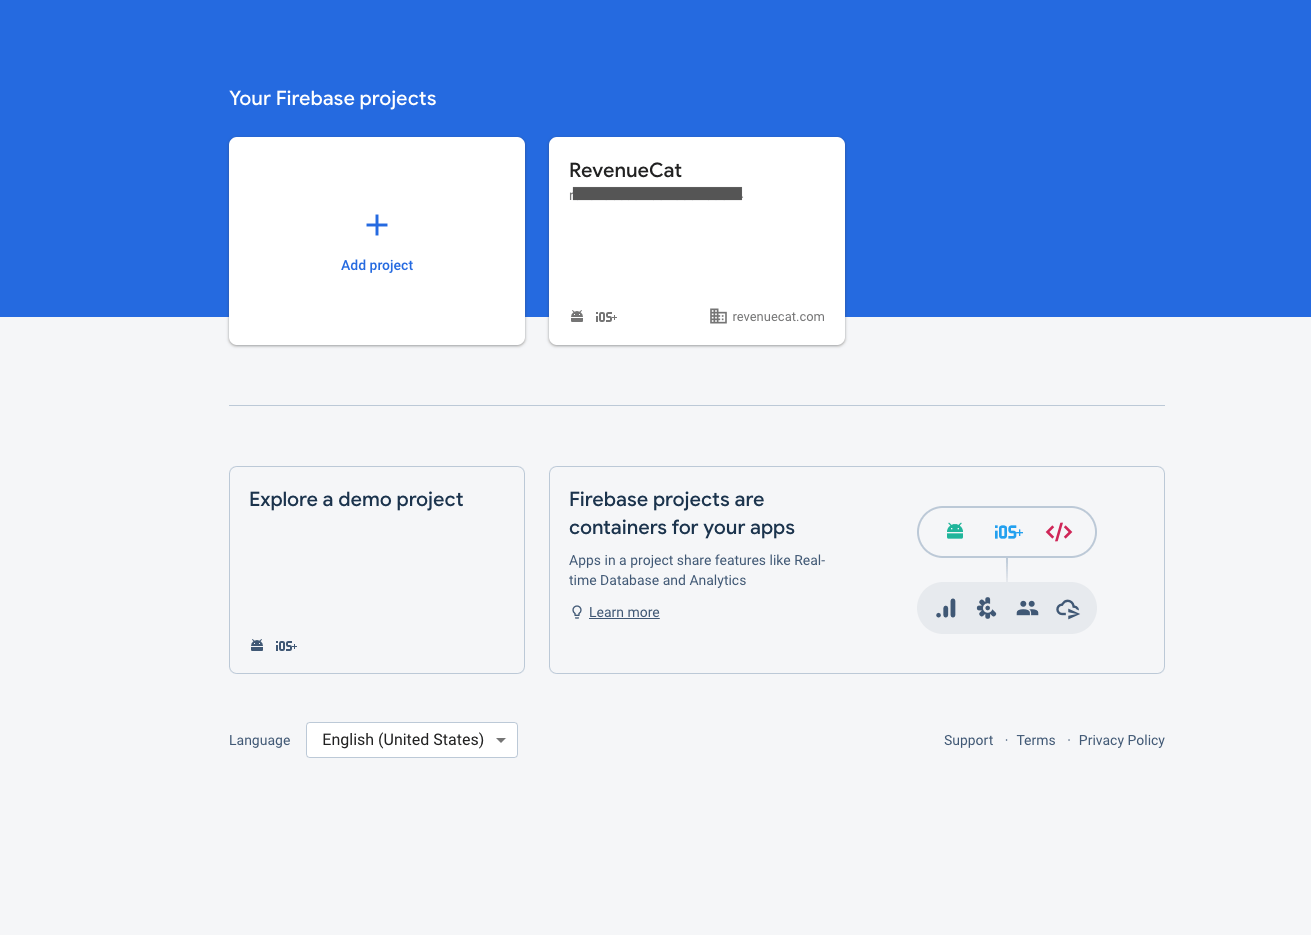 Your Firebase projects
Add project
RevenueCat
iOS+
revenuecat.com
Explore a demo project
iOS+
Firebase projects are
containers for your apps
Apps in a project share features like Real-
time Database and Analytics
Learn more
iOS+
Language
English (United States)
Support · Terms · Privacy Policy